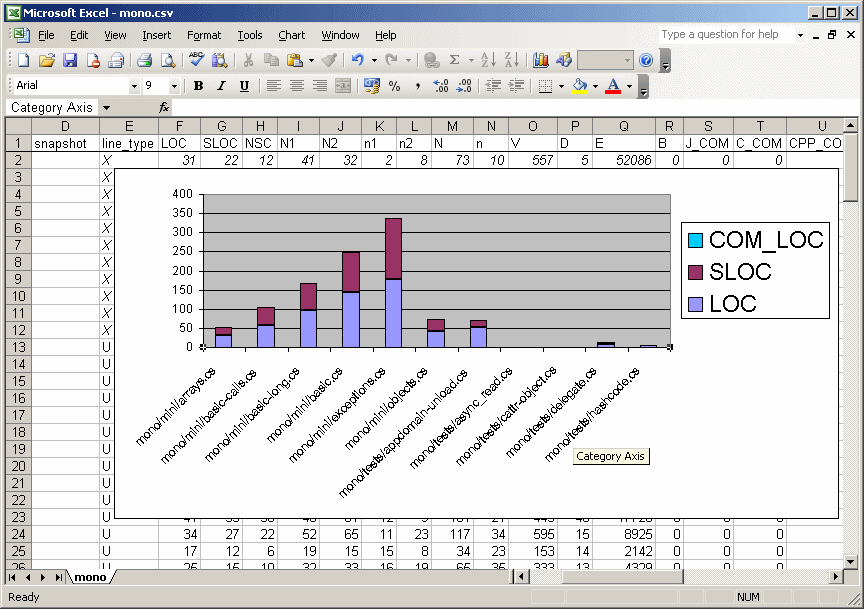 Microsoft Excel - mono.csv
File Edit View Insert Format Tools Chart Window Help
Type a question for help
Arial 9 B I U
Category Axis fx
D E F G H I J K L M N O P Q R S T U
1 snapshot line_type LOC SLOC NSC N1 N2 n1 n2 N n V D E B J_COM C_COM CPP_CO
2 X 31 22 12 41 32 2 8 73 10 557 5 52086 0 0 0
3 X
4 X
5 X
6 X
7 X
8 X
9 X
10 X
11 X
12 X
13 U
14 U
15 U
16 U
17 U
18 U
19 U
20 U
21 U
22 U
23 U
24 U 34 27 22 52 65 11 23 117 34 595 15 8925 0 0 0
25 U 17 12 6 19 15 15 8 34 23 153 14 2142 0 0 0
26 U
400
350
300
250
200
150
100
50
0
mono/mini/arrays.cs
mono/mini/basic-calls.cs
mono/mini/basic-long.cs
mono/mini/basic.cs
mono/mini/exceptions.cs
mono/mini/objects.cs
mono/tests/appdomain-unload.cs
mono/tests/async_read.cs
mono/tests/cattr-object.cs
mono/tests/delegate.cs
mono/tests/hashcode.cs
COM_LOC
SLOC
LOC
Category Axis
mono
Ready NUM